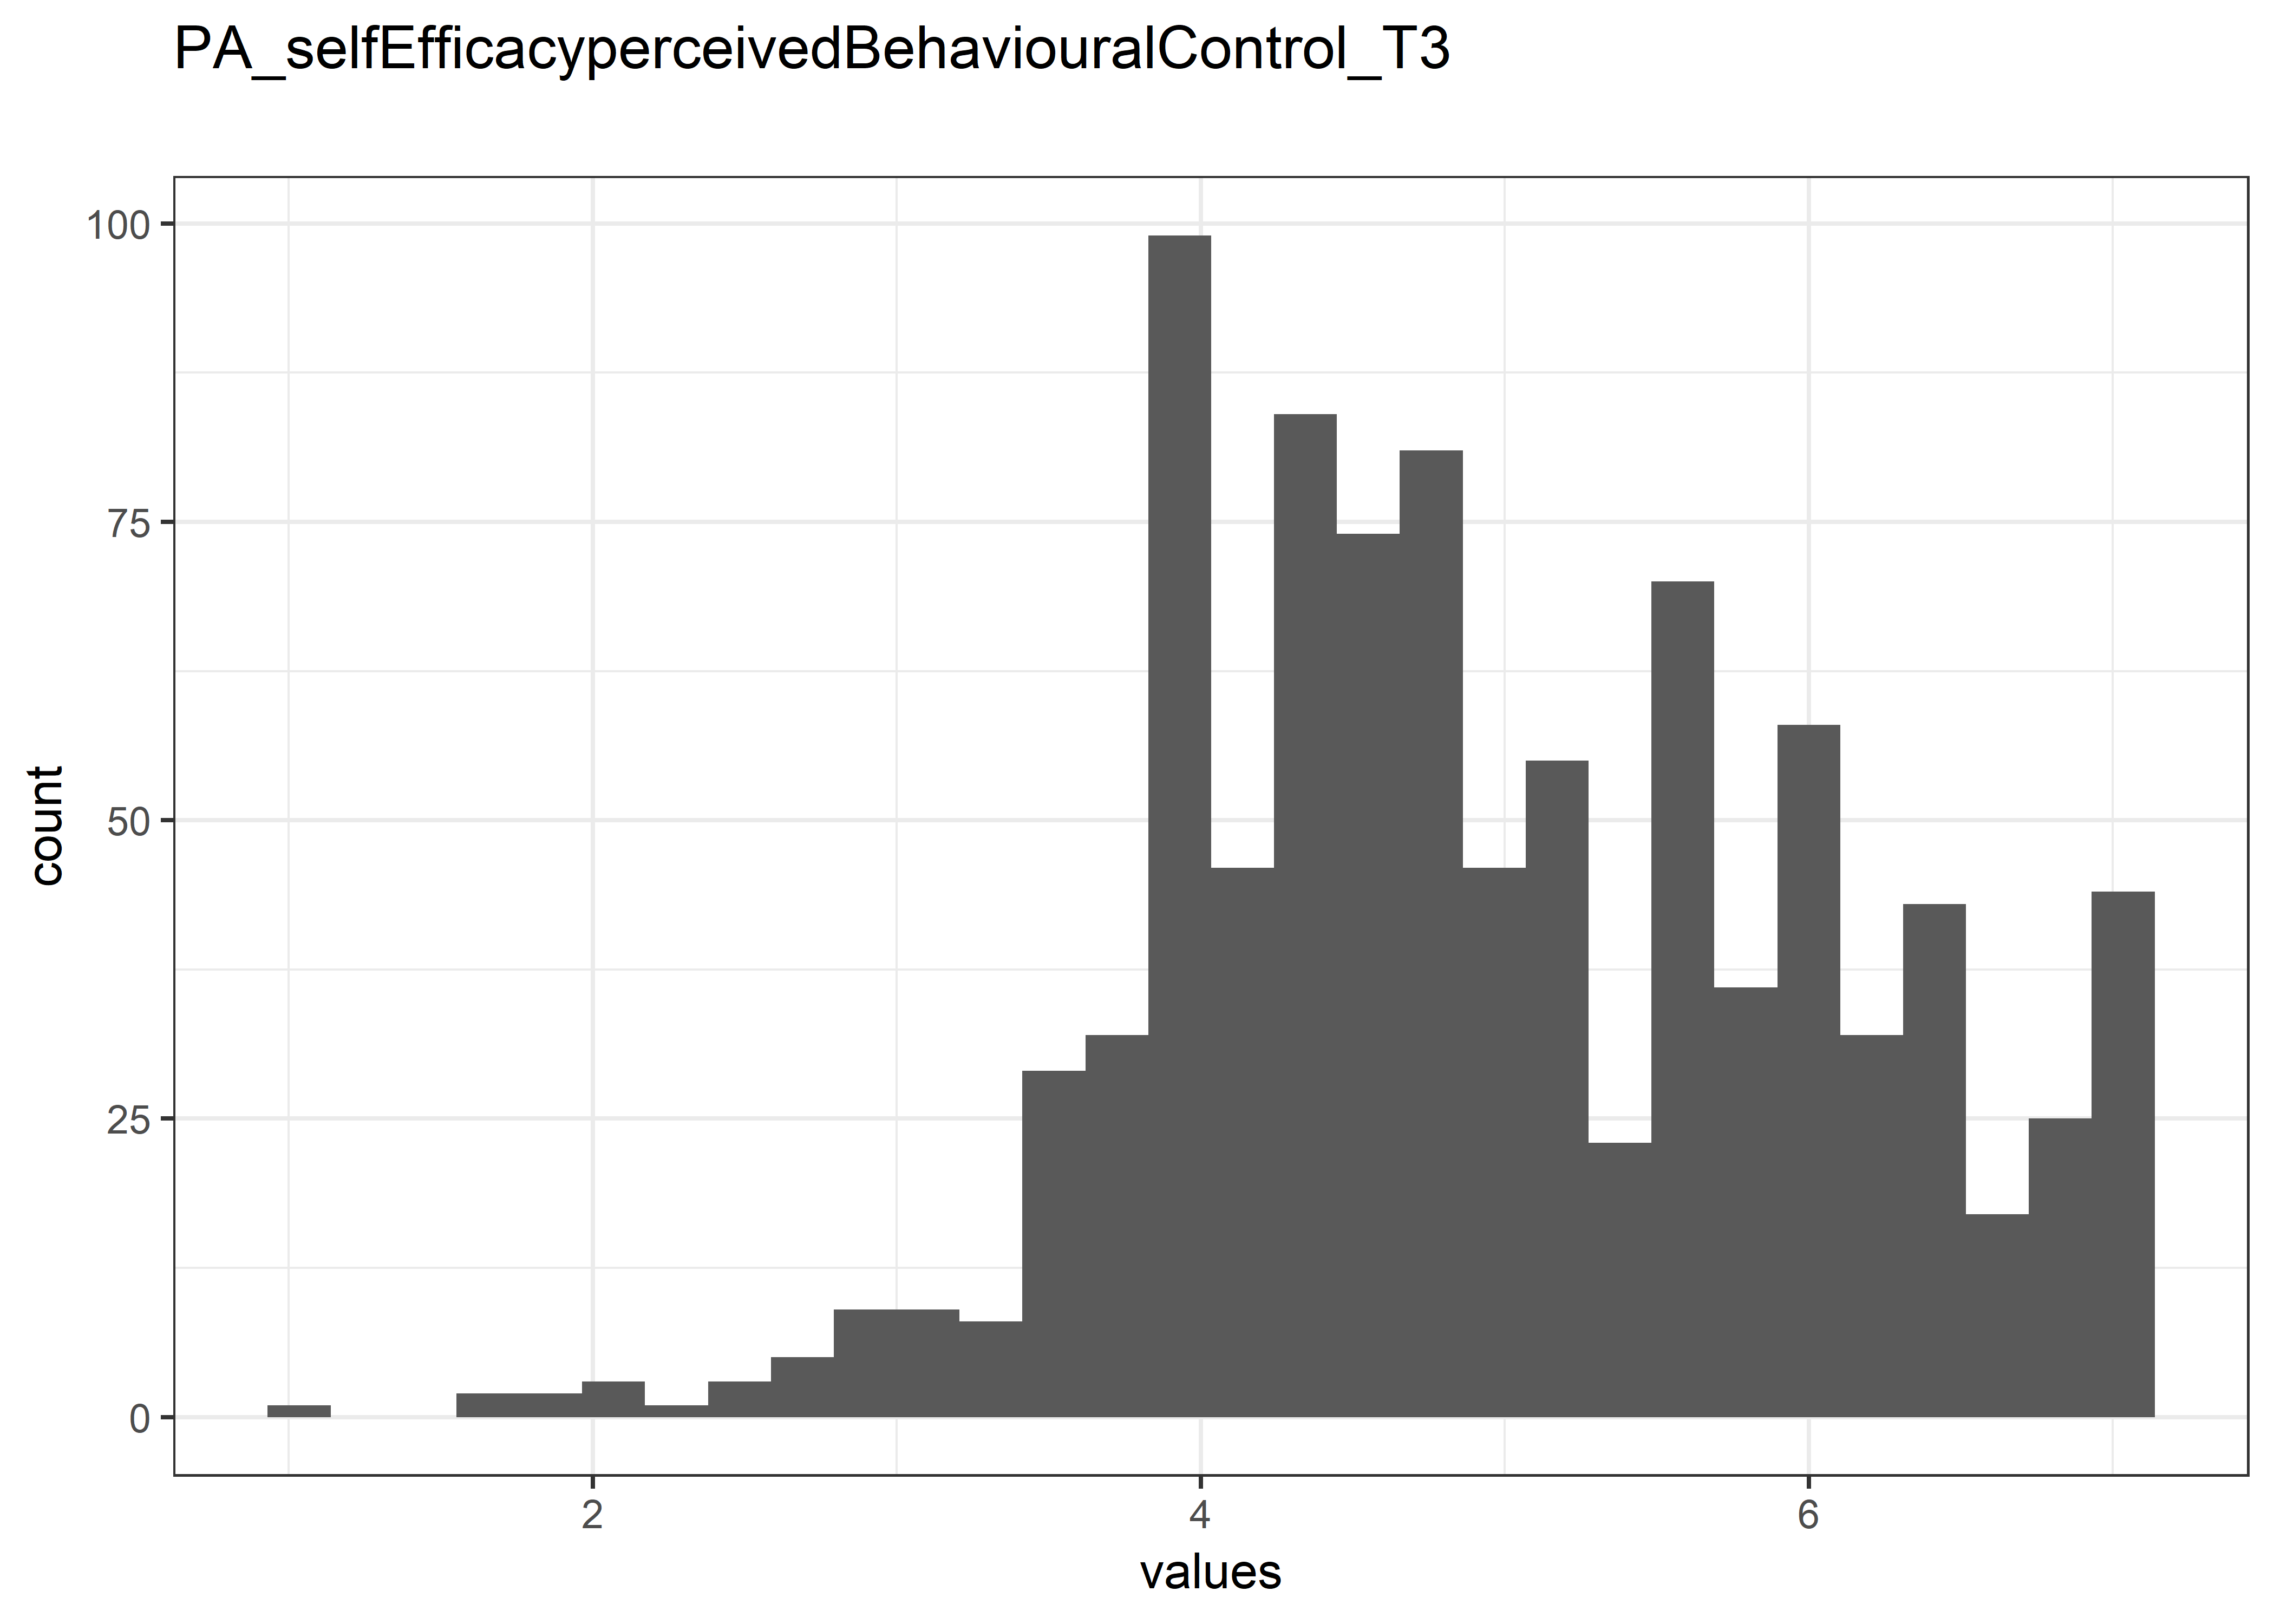 PA_selfEfficacyperceivedBehaviouralControl_T3
100
75
50
25
0
count
2 4 6
values